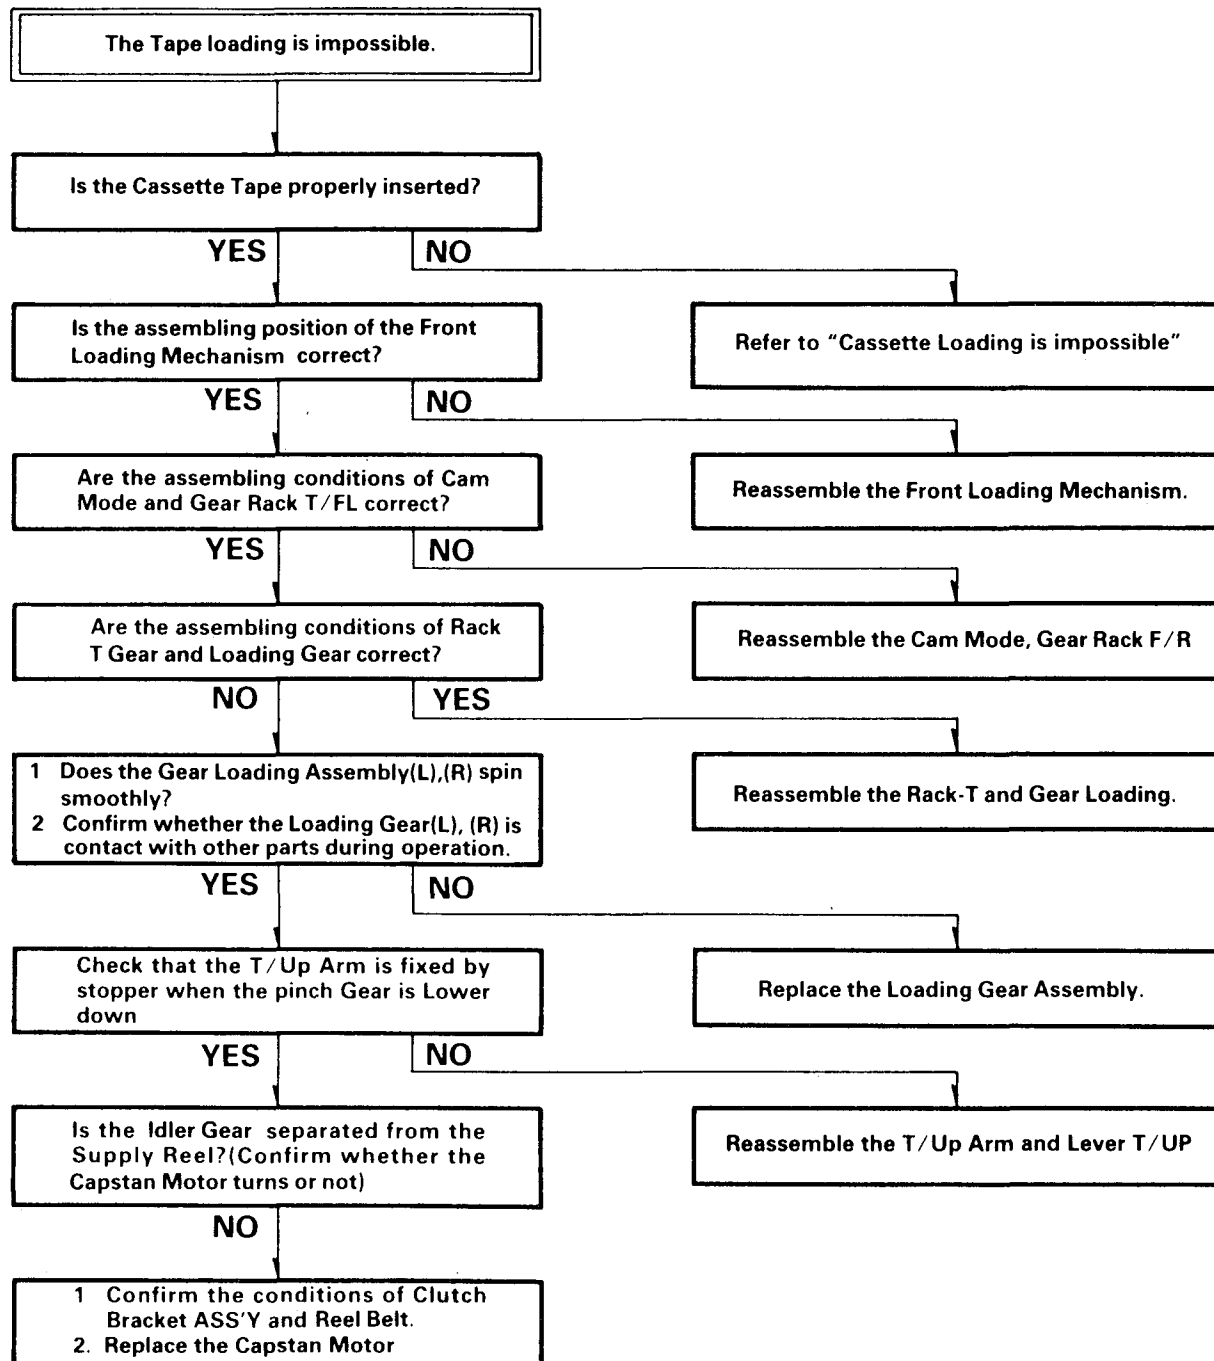 The Tape loading is impossible.
Is the Cassette Tape properly inserted?
YES
NO
Is the assembling position of the Front
Loading Mechanism correct?
Refer to "Cassette Loading is impossible"
YES
NO
Are the assembling conditions of Cam
Mode and Gear Rack T/FL correct?
Reassemble the Front Loading Mechanism.
YES
NO
Are the assembling conditions of Rack
T Gear and Loading Gear correct?
Reassemble the Cam Mode, Gear Rack F/R
NO
YES
1 Does the Gear Loading Assembly(L),(R) spin
smoothly?
2 Confirm whether the Loading Gear(L), (R) is
contact with other parts during operation.
Reassemble the Rack-T and Gear Loading.
YES
NO
Check that the T/Up Arm is fixed by
stopper when the pinch Gear is Lower
down
Replace the Loading Gear Assembly.
YES
NO
Is the Idler Gear separated from the
Supply Reel?(Confirm whether the
Capstan Motor turns or not)
Reassemble the T/Up Arm and Lever T/UP
NO
1 Confirm the conditions of Clutch
Bracket ASS'Y and Reel Belt.
2. Replace the Capstan Motor